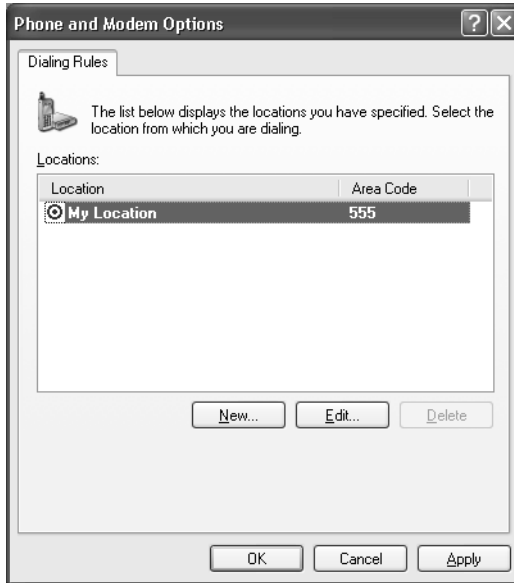 Phone and Modem Options
Dialing Rules
The list below displays the locations you have specified. Select the
location from which you are dialing.
Locations:
Location Area Code
My Location 555
New... Edit... Delete
OK Cancel Apply